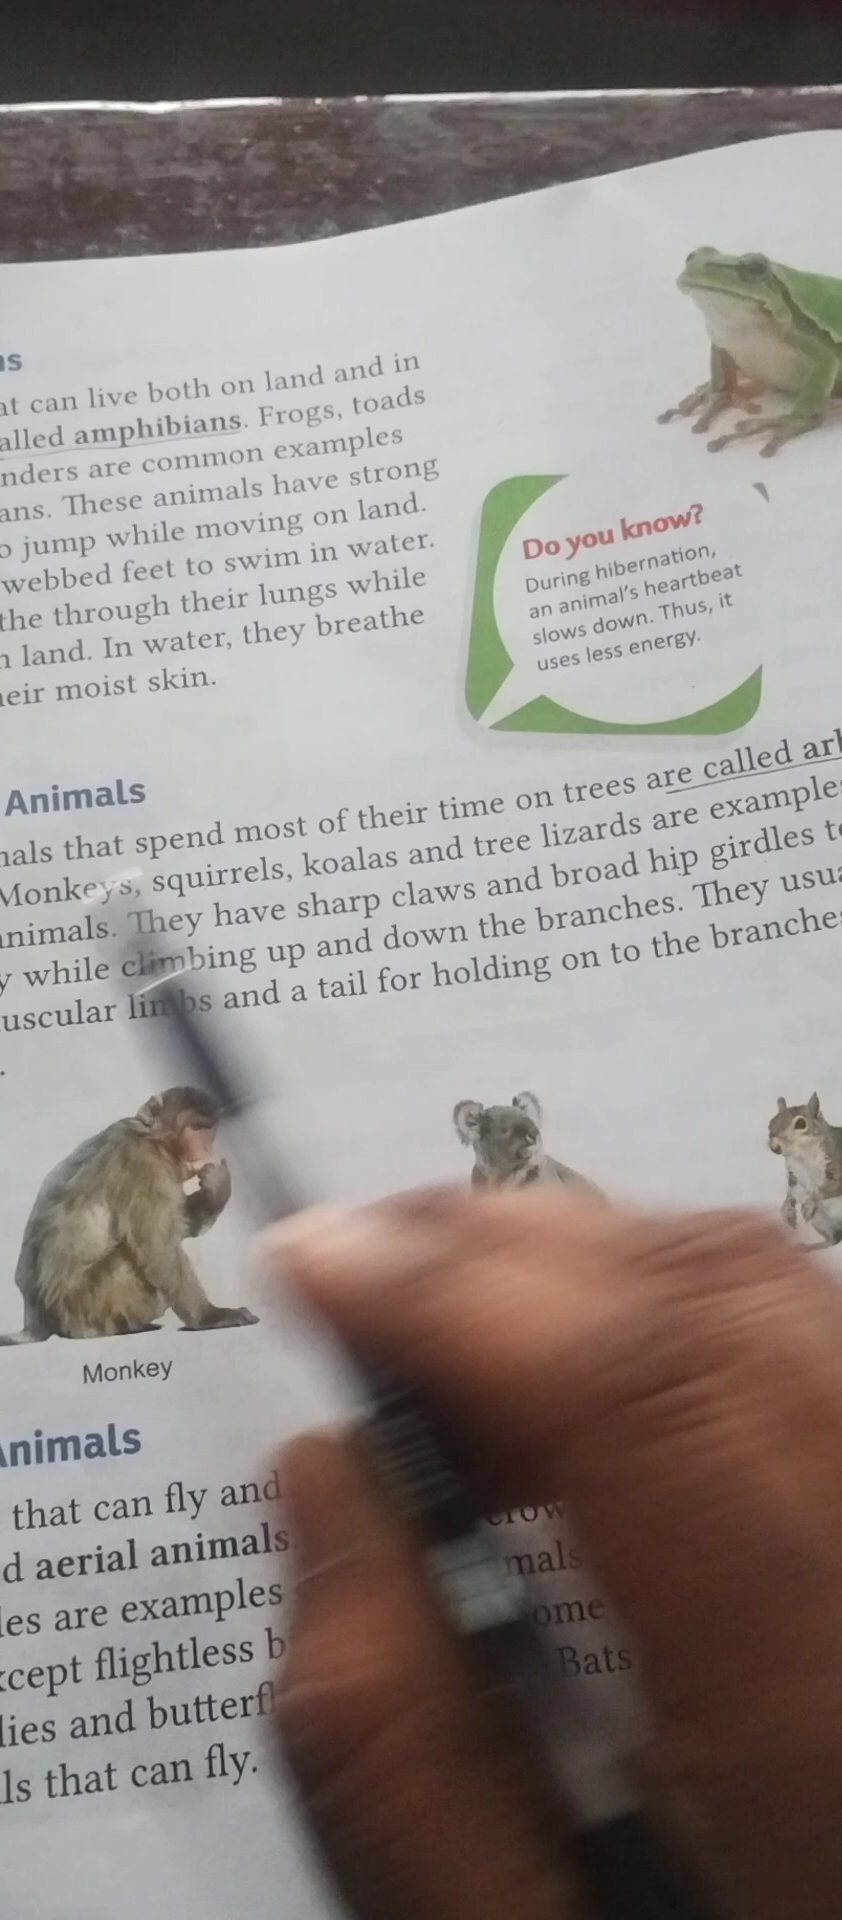 at can live both on land and in
alled amphibians. Frogs, toads
nders are common examples
ans. These animals have strong
o jump while moving on land.
webbed feet to swim in water.
the through their lungs while
land. In water, they breathe
eir moist skin.
Do you know?
During hibernation,
an animal's heartbeat
slows down. Thus, it
uses less energy.
Animals
nals that spend most of their time on trees are called ar
Monkeys, squirrels, koalas and tree lizards are example
animals. They have sharp claws and broad hip girdles t
y while climbing up and down the branches. They usu
uscular limbs and a tail for holding on to the branche
.
Monkey
Animals
that can fly and
d aerial animals
les are examples
crow
mals
xcept flightless b
ome
lies and butterfl
Bats
ls that can fly.